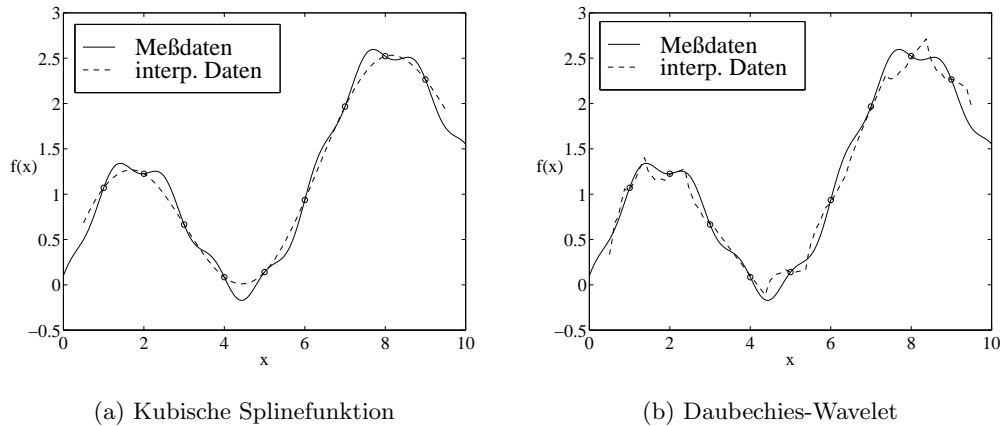 3
2.5
2
1.5
1
0.5
0
−0.5
f(x)
Meßdaten
interp. Daten
0 2 4 6 8 10
x
(a) Kubische Splinefunktion
3
2.5
2
1.5
1
0.5
0
−0.5
f(x)
Meßdaten
interp. Daten
0 2 4 6 8 10
x
(b) Daubechies-Wavelet